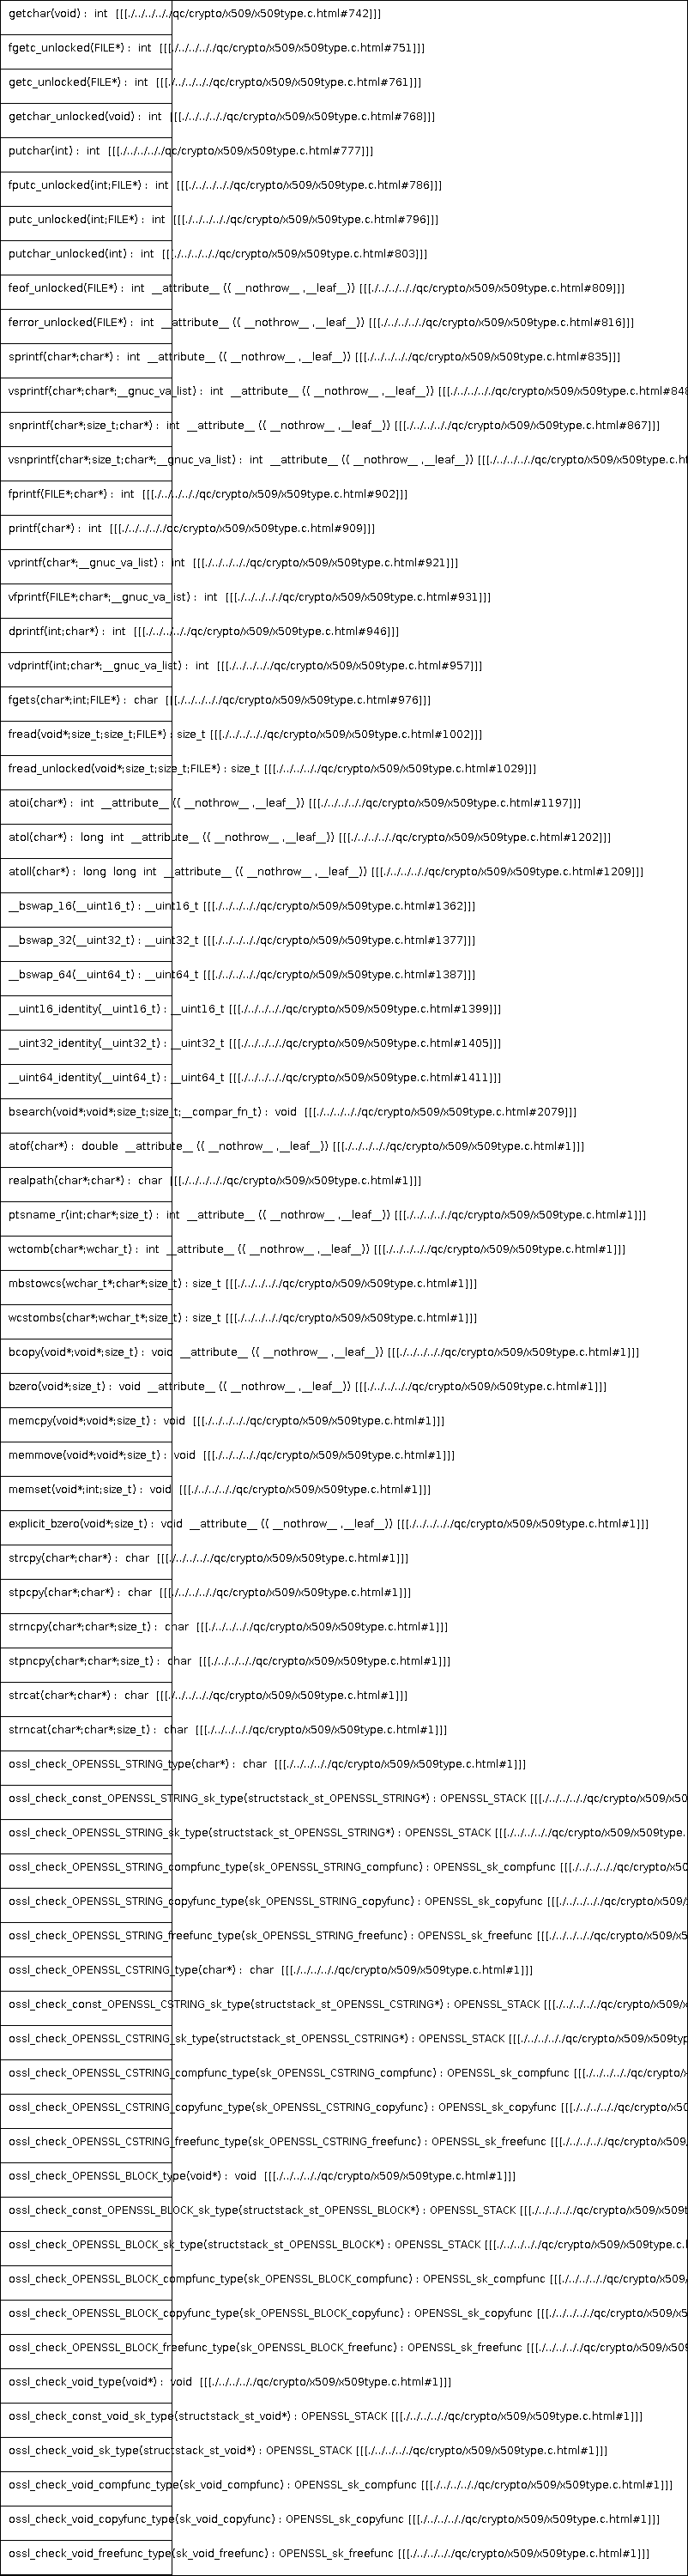 getchar(void) :  int  [[[./../../../qc/crypto/x509/x509type.c.html#742]]]
fgetc_unlocked(FILE*) :  int  [[[./../../../qc/crypto/x509/x509type.c.html#751]]]
getc_unlocked(FILE*) :  int  [[[./../../../qc/crypto/x509/x509type.c.html#761]]]
getchar_unlocked(void) :  int  [[[./../../../qc/crypto/x509/x509type.c.html#768]]]
putchar(int) :  int  [[[./../../../qc/crypto/x509/x509type.c.html#777]]]
fputc_unlocked(int;FILE*) :  int  [[[./../../../qc/crypto/x509/x509type.c.html#786]]]
putc_unlocked(int;FILE*) :  int  [[[./../../../qc/crypto/x509/x509type.c.html#796]]]
putchar_unlocked(int) :  int  [[[./../../../qc/crypto/x509/x509type.c.html#803]]]
feof_unlocked(FILE*) :  int  __attribute__ (( __nothrow__ ,__leaf__)) [[[./../../../qc/crypto/x509/x509type.c.html#809]]]
ferror_unlocked(FILE*) :  int  __attribute__ (( __nothrow__ ,__leaf__)) [[[./../../../qc/crypto/x509/x509type.c.html#816]]]
sprintf(char*;char*) :  int  __attribute__ (( __nothrow__ ,__leaf__)) [[[./../../../qc/crypto/x509/x509type.c.html#835]]]
vsprintf(char*;char*;__gnuc_va_list) :  int  __attribute__ (( __nothrow__ ,__leaf__)) [[[./../../../qc/crypto/x509/x509type.c.html#848
snprintf(char*;size_t;char*) :  int  __attribute__ (( __nothrow__ ,__leaf__)) [[[./../../../qc/crypto/x509/x509type.c.html#867]]]
vsnprintf(char*;size_t;char*;__gnuc_va_list) :  int  __attribute__ (( __nothrow__ ,__leaf__)) [[[./../../../qc/crypto/x509/x509type.c.ht
fprintf(FILE*;char*) :  int  [[[./../../../qc/crypto/x509/x509type.c.html#902]]]
printf(char*) :  int  [[[./../../../qc/crypto/x509/x509type.c.html#909]]]
vprintf(char*;__gnuc_va_list) :  int  [[[./../../../qc/crypto/x509/x509type.c.html#921]]]
vfprintf(FILE*;char*;__gnuc_va_list) :  int  [[[./../../../qc/crypto/x509/x509type.c.html#931]]]
dprintf(int;char*) :  int  [[[./../../../qc/crypto/x509/x509type.c.html#946]]]
vdprintf(int;char*;__gnuc_va_list) :  int  [[[./../../../qc/crypto/x509/x509type.c.html#957]]]
fgets(char*;int;FILE*) :  char  [[[./../../../qc/crypto/x509/x509type.c.html#976]]]
fread(void*;size_t;size_t;FILE*) : size_t [[[./../../../qc/crypto/x509/x509type.c.html#1002]]]
fread_unlocked(void*;size_t;size_t;FILE*) : size_t [[[./../../../qc/crypto/x509/x509type.c.html#1029]]]
atoi(char*) :  int  __attribute__ (( __nothrow__ ,__leaf__)) [[[./../../../qc/crypto/x509/x509type.c.html#1197]]]
atol(char*) :  long  int  __attribute__ (( __nothrow__ ,__leaf__)) [[[./../../../qc/crypto/x509/x509type.c.html#1202]]]
atoll(char*) :  long  long  int  __attribute__ (( __nothrow__ ,__leaf__)) [[[./../../../qc/crypto/x509/x509type.c.html#1209]]]
__bswap_16(__uint16_t) : __uint16_t [[[./../../../qc/crypto/x509/x509type.c.html#1362]]]
__bswap_32(__uint32_t) : __uint32_t [[[./../../../qc/crypto/x509/x509type.c.html#1377]]]
__bswap_64(__uint64_t) : __uint64_t [[[./../../../qc/crypto/x509/x509type.c.html#1387]]]
__uint16_identity(__uint16_t) : __uint16_t [[[./../../../qc/crypto/x509/x509type.c.html#1399]]]
__uint32_identity(__uint32_t) : __uint32_t [[[./../../../qc/crypto/x509/x509type.c.html#1405]]]
__uint64_identity(__uint64_t) : __uint64_t [[[./../../../qc/crypto/x509/x509type.c.html#1411]]]
bsearch(void*;void*;size_t;size_t;__compar_fn_t) :  void  [[[./../../../qc/crypto/x509/x509type.c.html#2079]]]
atof(char*) :  double  __attribute__ (( __nothrow__ ,__leaf__)) [[[./../../../qc/crypto/x509/x509type.c.html#1]]]
realpath(char*;char*) :  char  [[[./../../../qc/crypto/x509/x509type.c.html#1]]]
ptsname_r(int;char*;size_t) :  int  __attribute__ (( __nothrow__ ,__leaf__)) [[[./../../../qc/crypto/x509/x509type.c.html#1]]]
wctomb(char*;wchar_t) :  int  __attribute__ (( __nothrow__ ,__leaf__)) [[[./../../../qc/crypto/x509/x509type.c.html#1]]]
mbstowcs(wchar_t*;char*;size_t) : size_t [[[./../../../qc/crypto/x509/x509type.c.html#1]]]
wcstombs(char*;wchar_t*;size_t) : size_t [[[./../../../qc/crypto/x509/x509type.c.html#1]]]
bcopy(void*;void*;size_t) :  void  __attribute__ (( __nothrow__ ,__leaf__)) [[[./../../../qc/crypto/x509/x509type.c.html#1]]]
bzero(void*;size_t) :  void  __attribute__ (( __nothrow__ ,__leaf__)) [[[./../../../qc/crypto/x509/x509type.c.html#1]]]
memcpy(void*;void*;size_t) :  void  [[[./../../../qc/crypto/x509/x509type.c.html#1]]]
memmove(void*;void*;size_t) :  void  [[[./../../../qc/crypto/x509/x509type.c.html#1]]]
memset(void*;int;size_t) :  void  [[[./../../../qc/crypto/x509/x509type.c.html#1]]]
explicit_bzero(void*;size_t) :  void  __attribute__ (( __nothrow__ ,__leaf__)) [[[./../../../qc/crypto/x509/x509type.c.html#1]]]
strcpy(char*;char*) :  char  [[[./../../../qc/crypto/x509/x509type.c.html#1]]]
stpcpy(char*;char*) :  char  [[[./../../../qc/crypto/x509/x509type.c.html#1]]]
strncpy(char*;char*;size_t) :  char  [[[./../../../qc/crypto/x509/x509type.c.html#1]]]
stpncpy(char*;char*;size_t) :  char  [[[./../../../qc/crypto/x509/x509type.c.html#1]]]
strcat(char*;char*) :  char  [[[./../../../qc/crypto/x509/x509type.c.html#1]]]
strncat(char*;char*;size_t) :  char  [[[./../../../qc/crypto/x509/x509type.c.html#1]]]
ossl_check_OPENSSL_STRING_type(char*) :  char  [[[./../../../qc/crypto/x509/x509type.c.html#1]]]
ossl_check_const_OPENSSL_STRING_sk_type(structstack_st_OPENSSL_STRING*) : OPENSSL_STACK [[[./../../../qc/crypto/x509/x50
ossl_check_OPENSSL_STRING_sk_type(structstack_st_OPENSSL_STRING*) : OPENSSL_STACK [[[./../../../qc/crypto/x509/x509type.
ossl_check_OPENSSL_STRING_compfunc_type(sk_OPENSSL_STRING_compfunc) : OPENSSL_sk_compfunc [[[./../../../qc/crypto/x50
ossl_check_OPENSSL_STRING_copyfunc_type(sk_OPENSSL_STRING_copyfunc) : OPENSSL_sk_copyfunc [[[./../../../qc/crypto/x509/
ossl_check_OPENSSL_STRING_freefunc_type(sk_OPENSSL_STRING_freefunc) : OPENSSL_sk_freefunc [[[./../../../qc/crypto/x509/x5
ossl_check_OPENSSL_CSTRING_type(char*) :  char  [[[./../../../qc/crypto/x509/x509type.c.html#1]]]
ossl_check_const_OPENSSL_CSTRING_sk_type(structstack_st_OPENSSL_CSTRING*) : OPENSSL_STACK [[[./../../../qc/crypto/x509/x
ossl_check_OPENSSL_CSTRING_sk_type(structstack_st_OPENSSL_CSTRING*) : OPENSSL_STACK [[[./../../../qc/crypto/x509/x509typ
ossl_check_OPENSSL_CSTRING_compfunc_type(sk_OPENSSL_CSTRING_compfunc) : OPENSSL_sk_compfunc [[[./../../../qc/crypto/x
ossl_check_OPENSSL_CSTRING_copyfunc_type(sk_OPENSSL_CSTRING_copyfunc) : OPENSSL_sk_copyfunc [[[./../../../qc/crypto/x50
ossl_check_OPENSSL_CSTRING_freefunc_type(sk_OPENSSL_CSTRING_freefunc) : OPENSSL_sk_freefunc [[[./../../../qc/crypto/x509/
ossl_check_OPENSSL_BLOCK_type(void*) :  void  [[[./../../../qc/crypto/x509/x509type.c.html#1]]]
ossl_check_const_OPENSSL_BLOCK_sk_type(structstack_st_OPENSSL_BLOCK*) : OPENSSL_STACK [[[./../../../qc/crypto/x509/x509t
ossl_check_OPENSSL_BLOCK_sk_type(structstack_st_OPENSSL_BLOCK*) : OPENSSL_STACK [[[./../../../qc/crypto/x509/x509type.c.h
ossl_check_OPENSSL_BLOCK_compfunc_type(sk_OPENSSL_BLOCK_compfunc) : OPENSSL_sk_compfunc [[[./../../../qc/crypto/x509/
ossl_check_OPENSSL_BLOCK_copyfunc_type(sk_OPENSSL_BLOCK_copyfunc) : OPENSSL_sk_copyfunc [[[./../../../qc/crypto/x509/x5
ossl_check_OPENSSL_BLOCK_freefunc_type(sk_OPENSSL_BLOCK_freefunc) : OPENSSL_sk_freefunc [[[./../../../qc/crypto/x509/x509
ossl_check_void_type(void*) :  void  [[[./../../../qc/crypto/x509/x509type.c.html#1]]]
ossl_check_const_void_sk_type(structstack_st_void*) : OPENSSL_STACK [[[./../../../qc/crypto/x509/x509type.c.html#1]]]
ossl_check_void_sk_type(structstack_st_void*) : OPENSSL_STACK [[[./../../../qc/crypto/x509/x509type.c.html#1]]]
ossl_check_void_compfunc_type(sk_void_compfunc) : OPENSSL_sk_compfunc [[[./../../../qc/crypto/x509/x509type.c.html#1]]]
ossl_check_void_copyfunc_type(sk_void_copyfunc) : OPENSSL_sk_copyfunc [[[./../../../qc/crypto/x509/x509type.c.html#1]]]
ossl_check_void_freefunc_type(sk_void_freefunc) : OPENSSL_sk_freefunc [[[./../../../qc/crypto/x509/x509type.c.html#1]]]